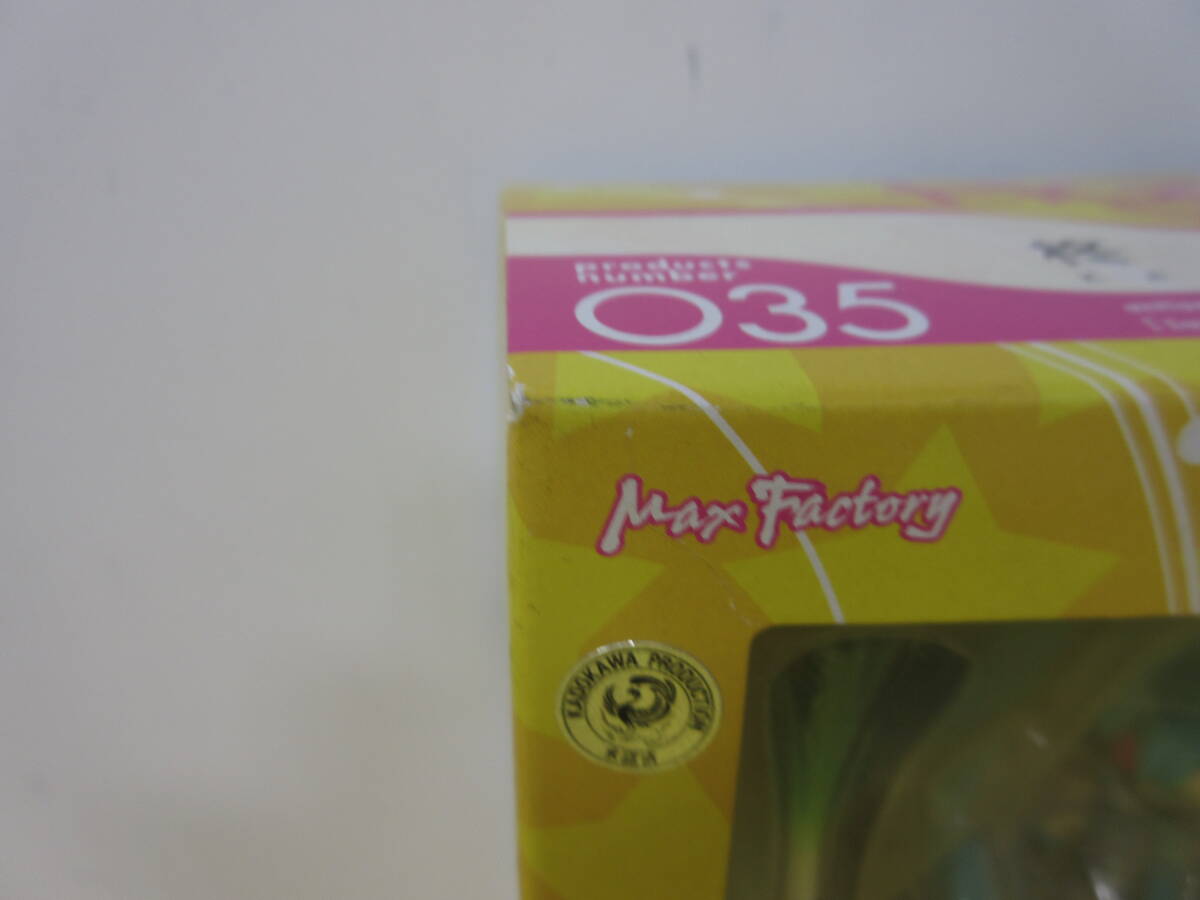 products
number
035
Max Factory
KADOKAWA PRODUCTION